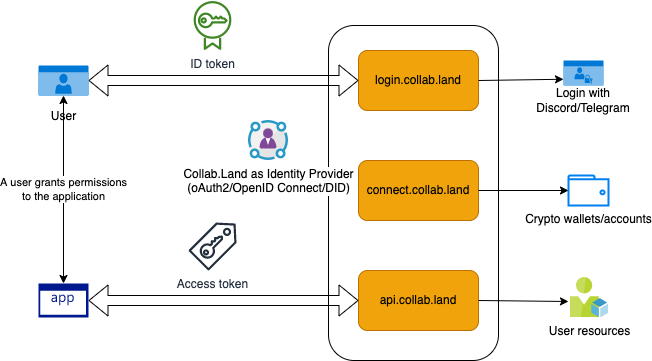 ID token
login.collab.land
Login with
Discord/Telegram
User
Collab.Land as Identity Provider
(oAuth2/OpenID Connect/DID)
connect.collab.land
Crypto wallets/accounts
A user grants permissions
to the application
Access token
app
api.collab.land
User resources